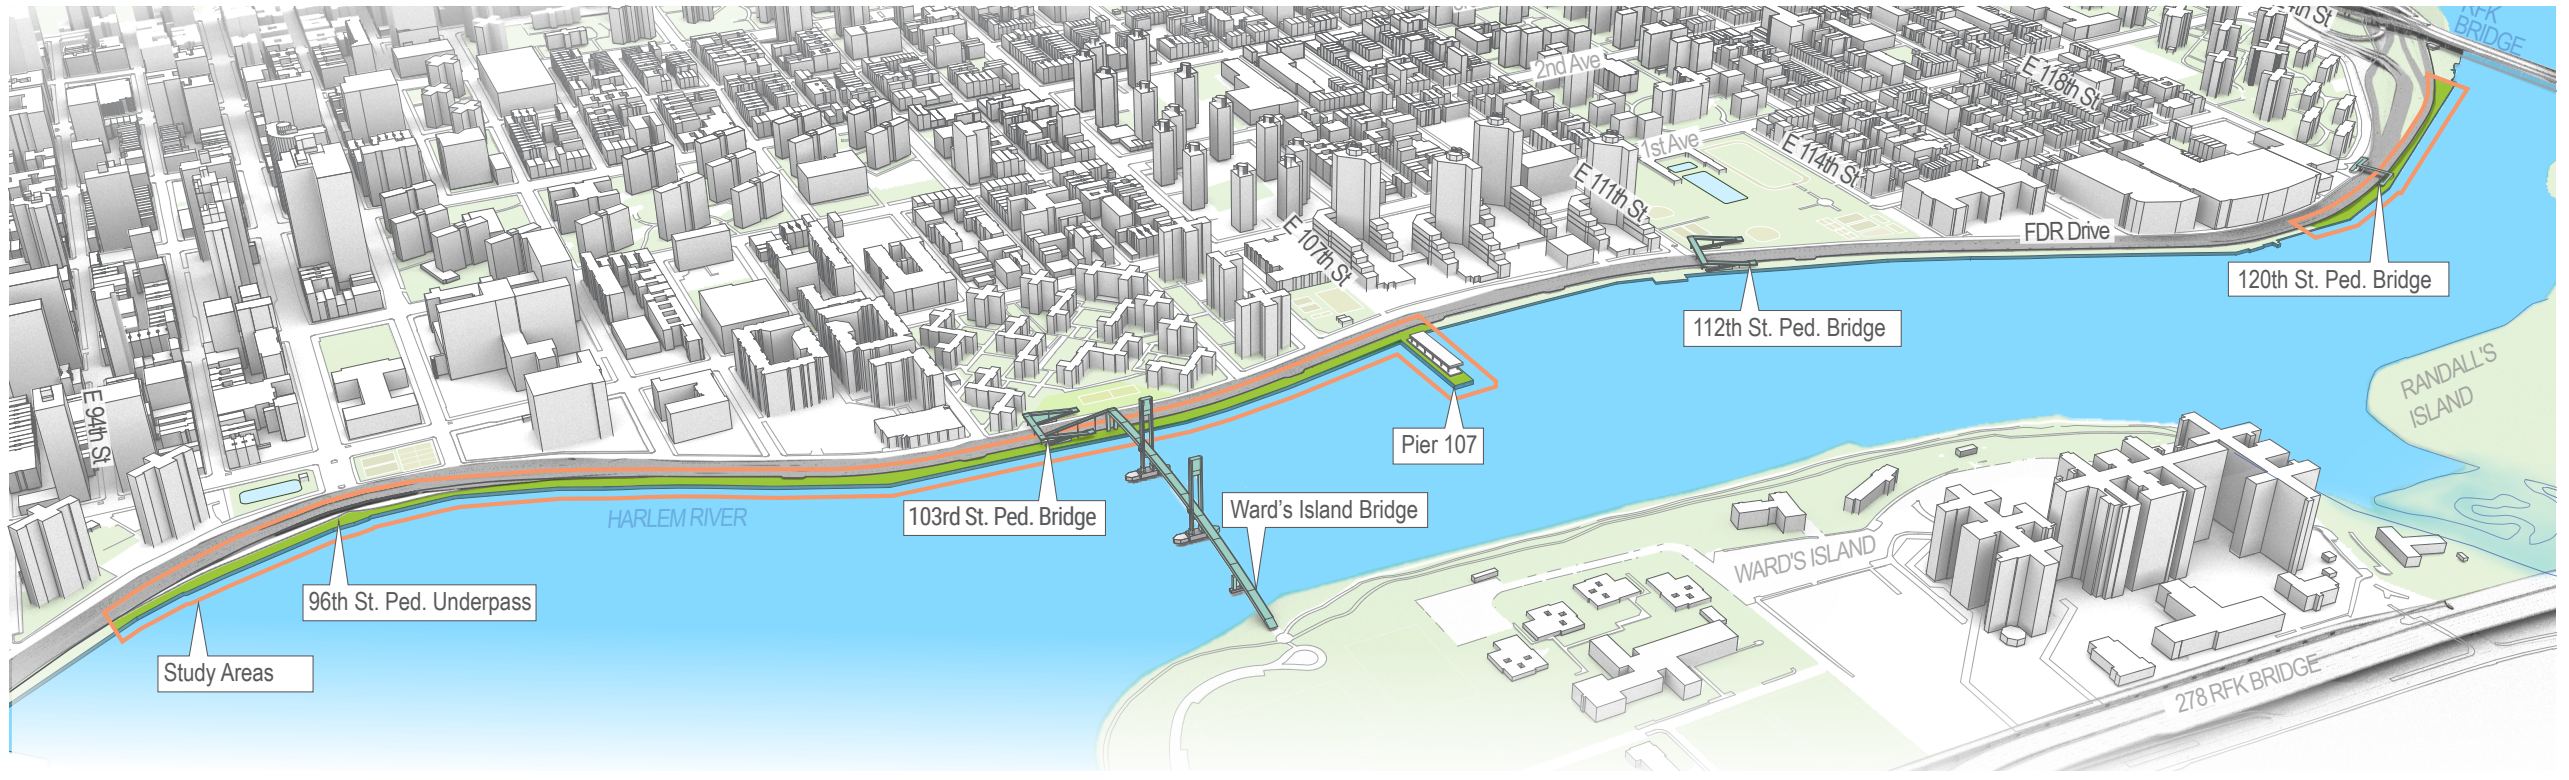 RFK
BRIDGE
2nd Ave
E 118th St
1st Ave
E 114th St
E 111th St
E 107th St
FDR Drive
120th St. Ped. Bridge
112th St. Ped. Bridge
RANDALL'S
ISLAND
Pier 107
E 94th St
HARLEM RIVER
103rd St. Ped. Bridge
Ward's Island Bridge
WARD'S ISLAND
96th St. Ped. Underpass
Study Areas
278 RFK BRIDGE